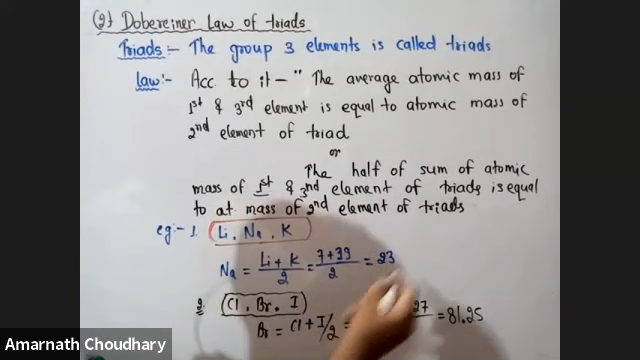 (2) Dobereiner Law of triads
Triads:- The group 3 elements is called triads
Law:- Acc to it - "The average atomic mass of
1st & 3rd element is equal to atomic mass of
2nd element of triad
or
The half of sum of atomic
mass of 1st & 3nd element of triads is equal
to at mass of 2nd element of triads
eg:- 1. Li, Na, K
Na = Li + K / 2 = 7+39 / 2 = 23
2. Cl, Br, I
Br = Cl + I/2 = 27 = 81.25
Amarnath Choudhary